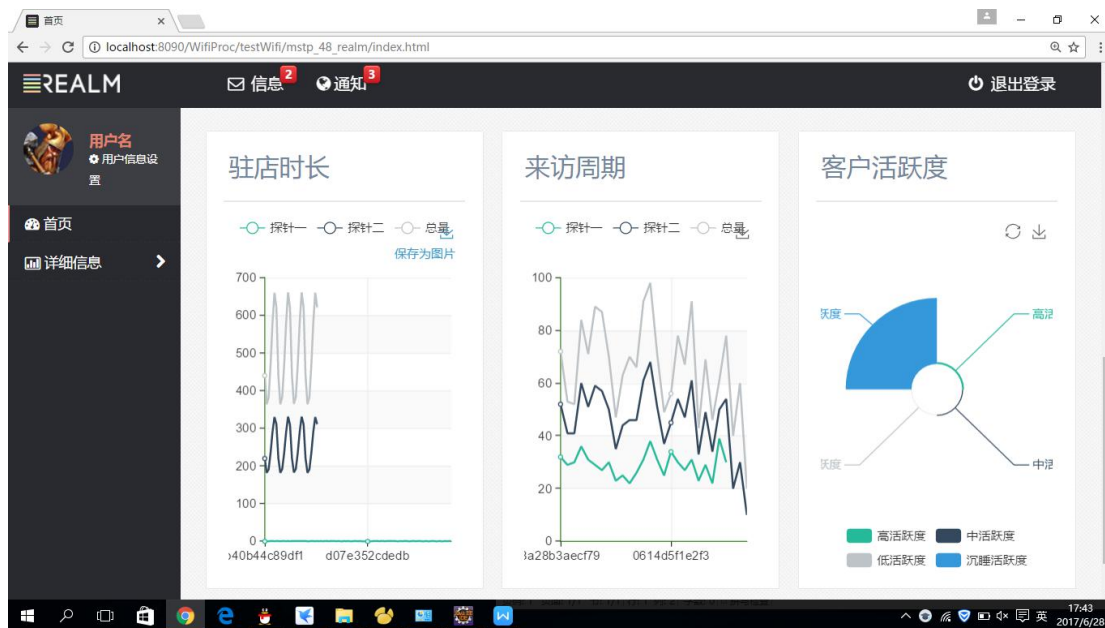 首页
localhost:8090/WifiProc/testWifi/mstp_48_realm/index.html
REALM
信息 2
通知 3
退出登录
用户名
用户信息设
置
首页
详细信息
驻店时长
探针一 探针二 总量
保存为图片
700
600
500
400
300
200
100
0
40b44c89df1 d07e352cdedb
来访周期
探针一 探针二 总量
100
80
60
40
20
0
a28b3aecf79 0614d5f1e2f3
客户活跃度
跃度 高活
跃度 中活
高活跃度 中活跃度
低活跃度 沉睡活跃度
英
17:43
2017/6/28